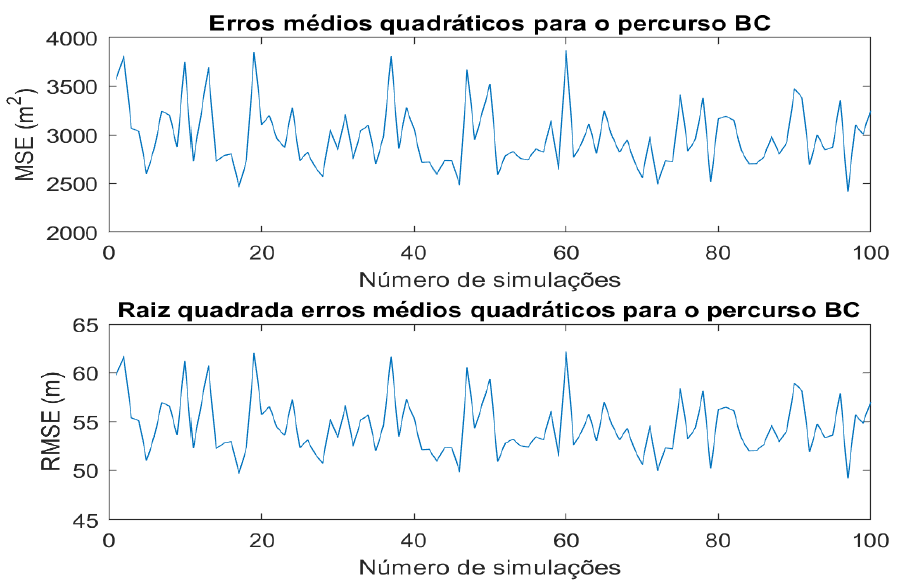 Erros médios quadráticos para o percurso BC
4000
3500
3000
2500
2000
MSE (m²)
0 20 40 60 80 100
Número de simulações
Raiz quadrada erros médios quadráticos para o percurso BC
65
60
55
50
45
RMSE (m)
0 20 40 60 80 100
Número de simulações